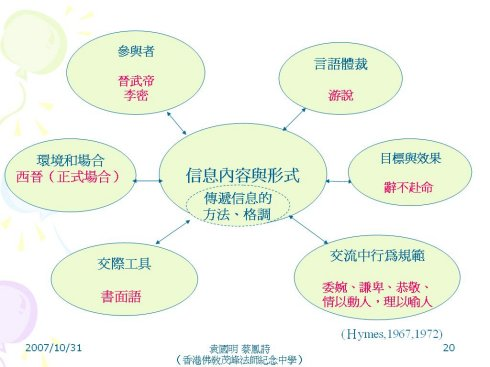 參與者
晉武帝
李密
言語體裁
游說
環境和場合
西晉（正式場合）
信息內容與形式
傳遞信息的
方法、格調
目標與效果
辭不赴命
交際工具
書面語
交流中行爲規範
委婉、謙卑、恭敬、
情以動人，理以喻人
（Hymes,1967,1972）
2007/10/31
袁國明 蔡鳳詩
（香港佛教茂峰法師紀念中學）
20